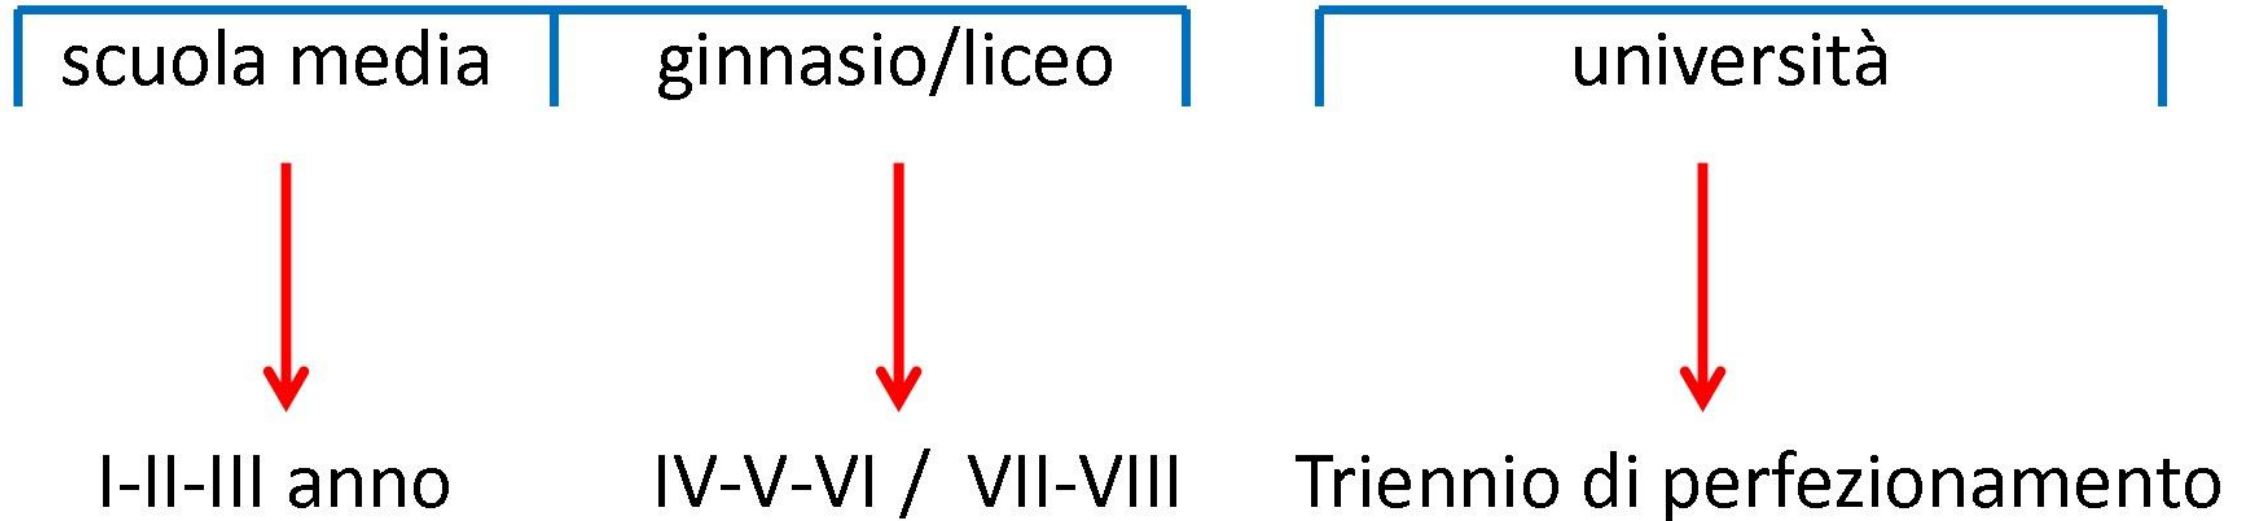 scuola media ginnasio/liceo università
I-II-III anno IV-V-VI / VII-VIII Triennio di perfezionamento